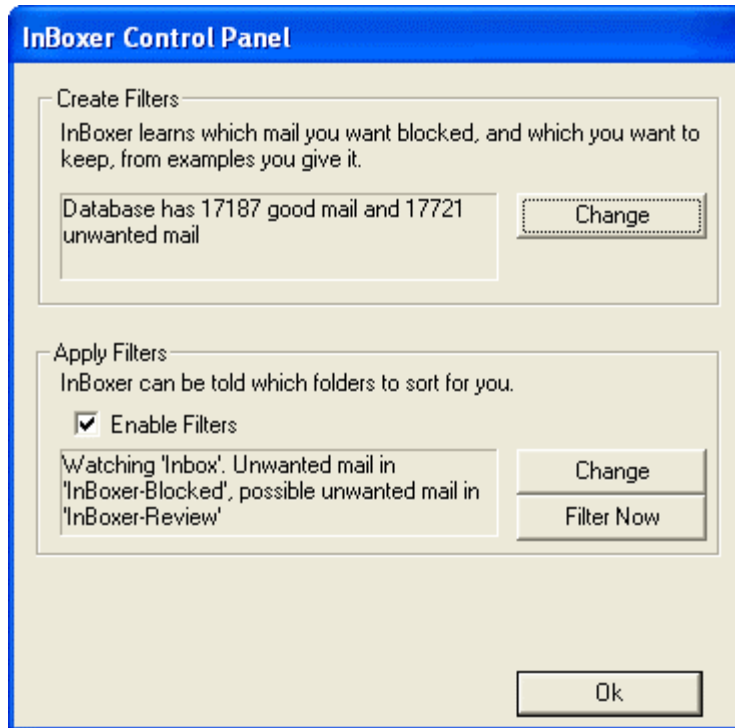 InBoxer Control Panel
Create Filters
InBoxer learns which mail you want blocked, and which you want to
keep, from examples you give it.
Database has 17187 good mail and 17721
unwanted mail
Change
Apply Filters
InBoxer can be told which folders to sort for you.
Enable Filters
Watching 'Inbox'. Unwanted mail in
'InBoxer-Blocked', possible unwanted mail in
'InBoxer-Review'
Change
Filter Now
Ok